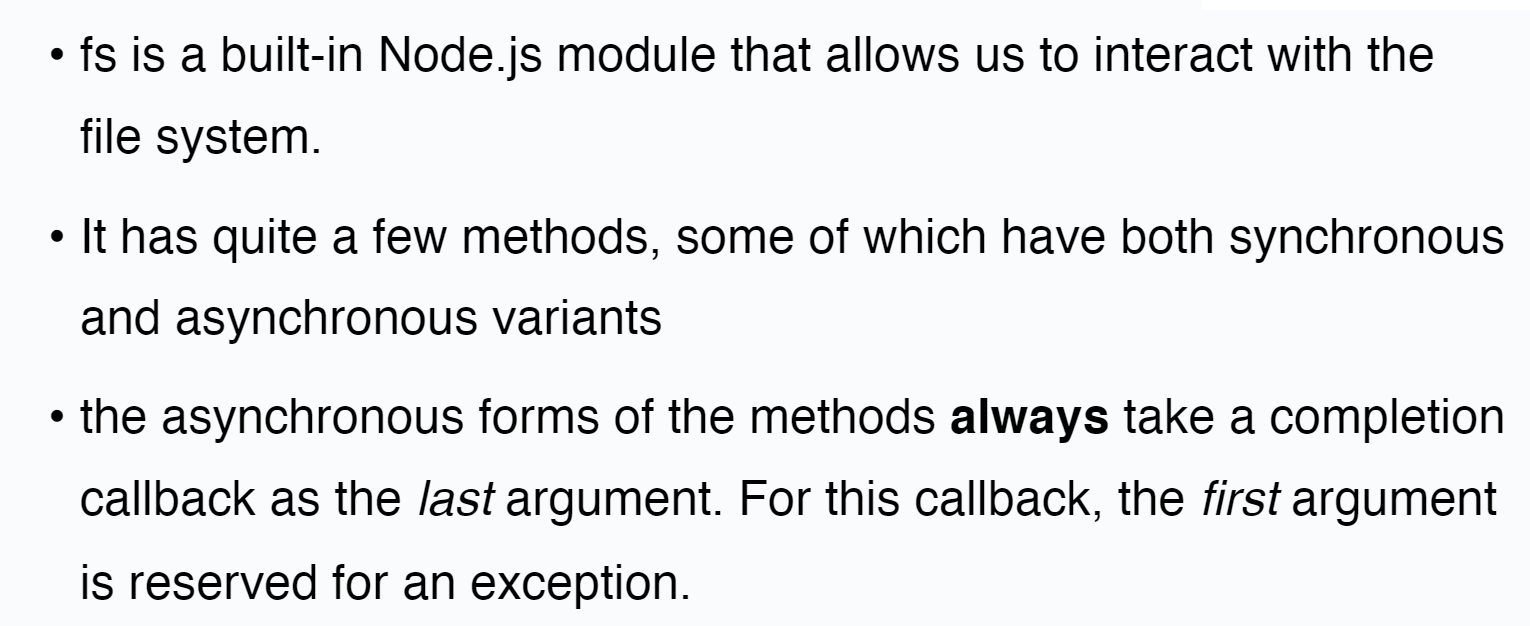 • fs is a built-in Node.js module that allows us to interact with the
file system.
• It has quite a few methods, some of which have both synchronous
and asynchronous variants
• the asynchronous forms of the methods always take a completion
callback as the last argument. For this callback, the first argument
is reserved for an exception.